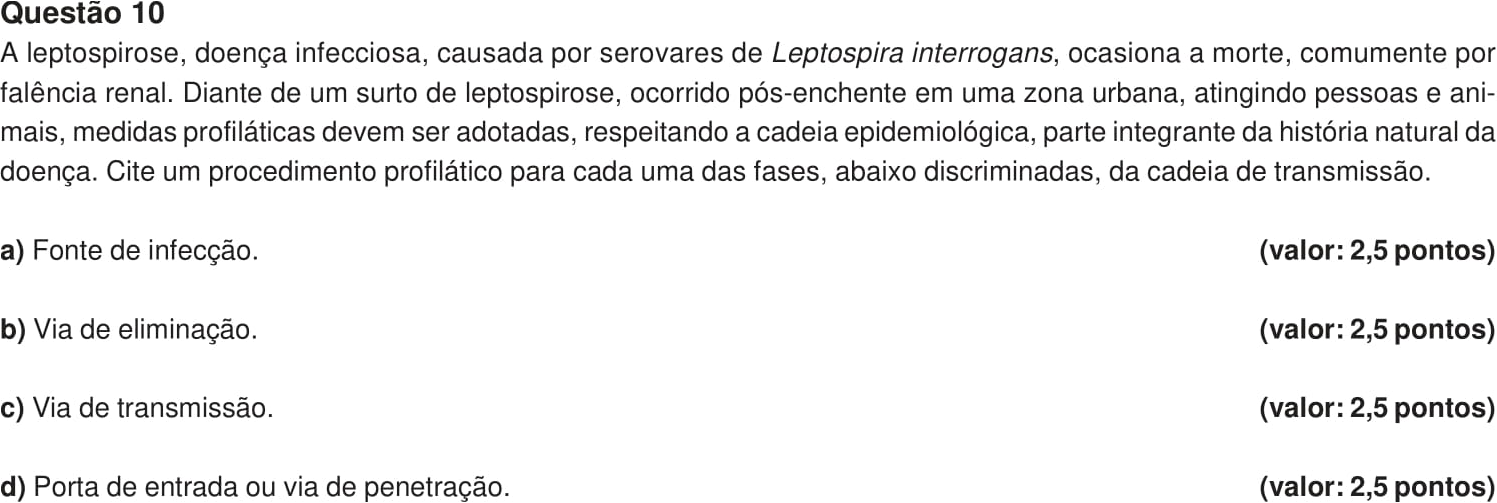 Questão 10
A leptospirose, doença infecciosa, causada por serovares de Leptospira interrogans, ocasiona a morte, comumente por
falência renal. Diante de um surto de leptospirose, ocorrido pós-enchente em uma zona urbana, atingindo pessoas e ani-
mais, medidas profiláticas devem ser adotadas, respeitando a cadeia epidemiológica, parte integrante da história natural da
doença. Cite um procedimento profilático para cada uma das fases, abaixo discriminadas, da cadeia de transmissão.
a) Fonte de infecção. (valor: 2,5 pontos)
b) Via de eliminação. (valor: 2,5 pontos)
c) Via de transmissão. (valor: 2,5 pontos)
d) Porta de entrada ou via de penetração. (valor: 2,5 pontos)